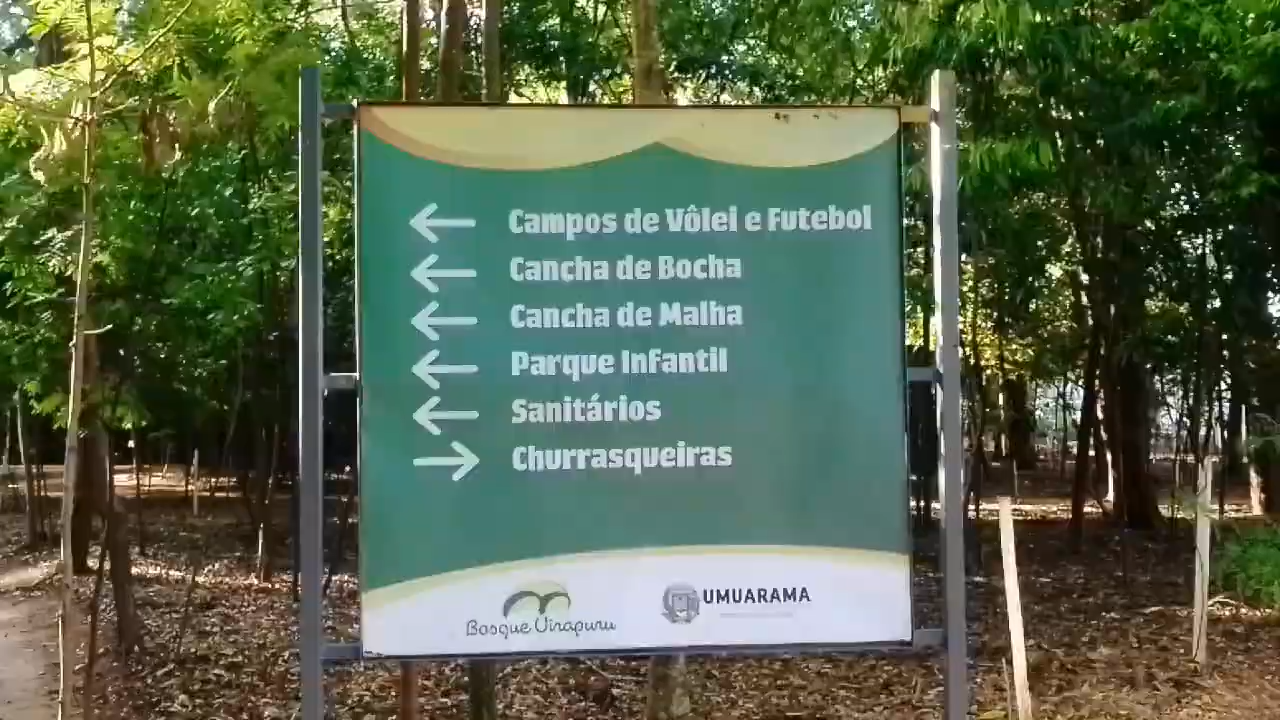 Campos de Vôlei e Futebol
Cancha de Bocha
Cancha de Malha
Parque Infantil
Sanitários
Churrasqueiras
Bosque Uirapuru
UMUARAMA